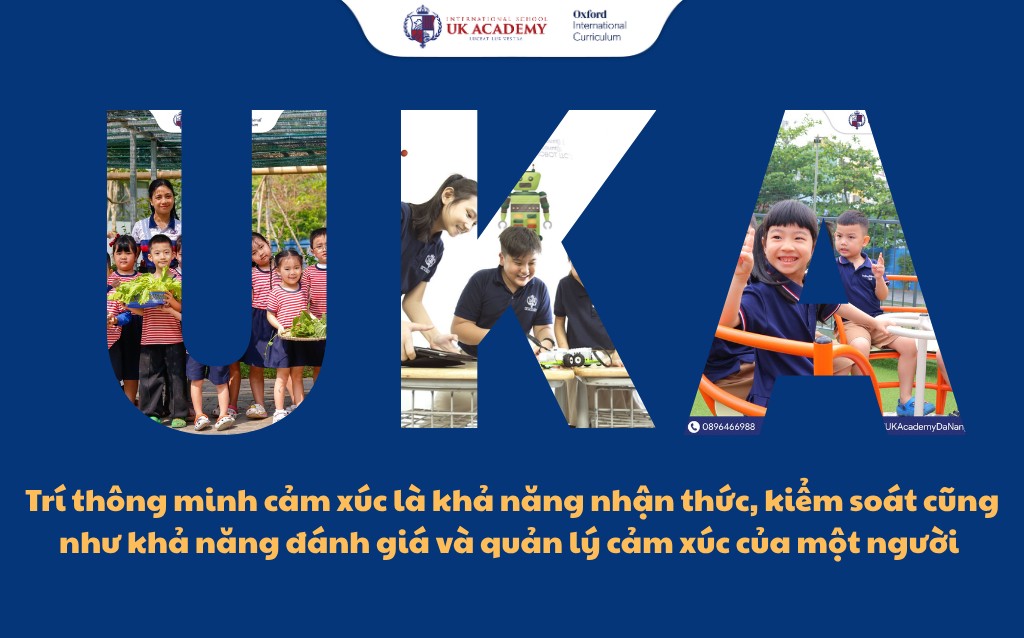 INTERNATIONAL SCHOOL
UK ACADEMY
Oxford
International
Curriculum
UKA
0896466988
UKAcademyDaNan
Trí thông minh cảm xúc là khả năng nhận thức, kiểm soát cũng
như khả năng đánh giá và quản lý cảm xúc của một người